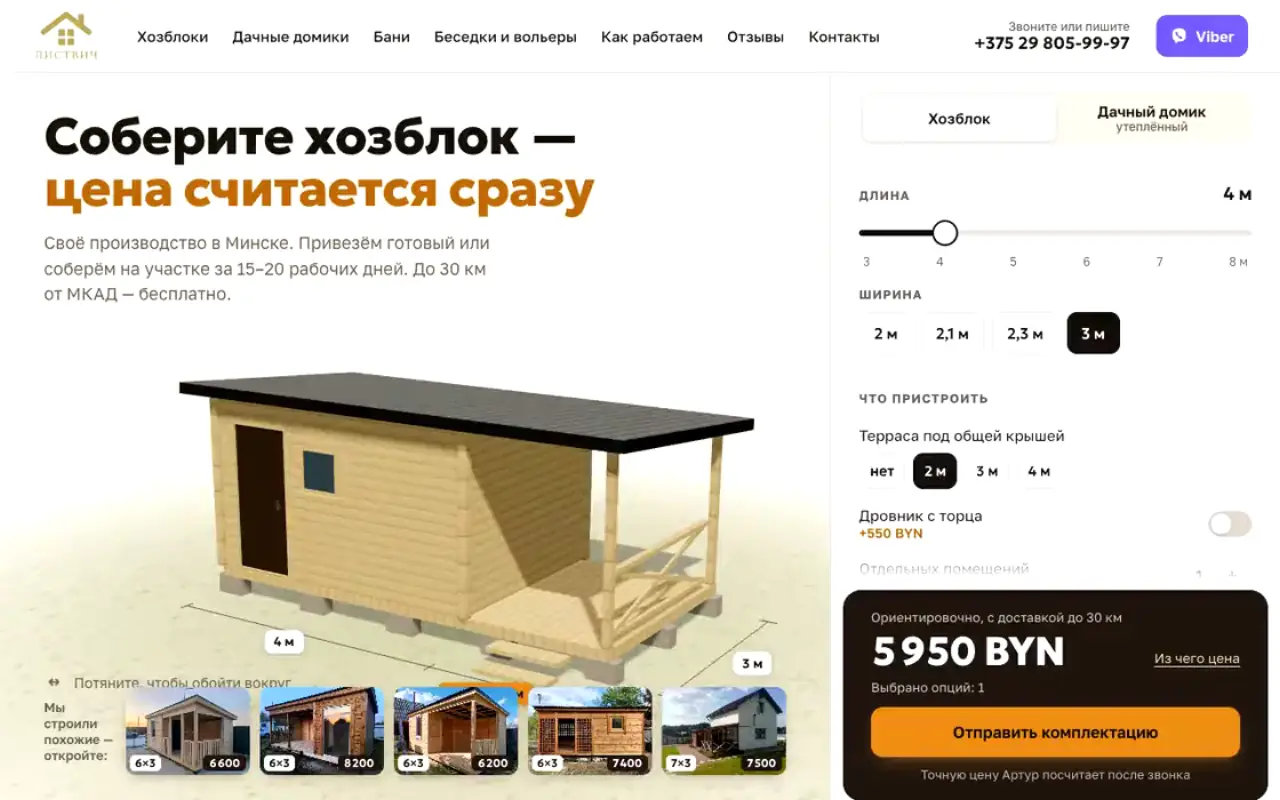 ЛИСТВИЧ
Хозблоки
Дачные домики
Бани
Беседки и вольеры
Как работаем
Отзывы
Контакты
Звоните или пишите
+375 29 805-99-97
Viber
Соберите хозблок —
цена считается сразу
Своё производство в Минске. Привезём готовый или
соберём на участке за 15–20 рабочих дней. До 30 км
от МКАД — бесплатно.
4 м
3 м
Потяните, чтобы обойти вокруг
Мы
строили
похожие —
откройте:
6×3 6600
6×3 8200
6×3 6200
6×3 7400
7×3 7500
Хозблок
Дачный домик
утеплённый
ДЛИНА 4 м
3 4 5 6 7 8 м
ШИРИНА
2 м 2,1 м 2,3 м 3 м
ЧТО ПРИСТРОИТЬ
Терраса под общей крышей
нет 2 м 3 м 4 м
Дровник с торца
+550 BYN
Отдельных помещений 1 +
Ориентировочно, с доставкой до 30 км
5 950 BYN
Из чего цена
Выбрано опций: 1
Отправить комплектацию
Точную цену Артур посчитает после звонка